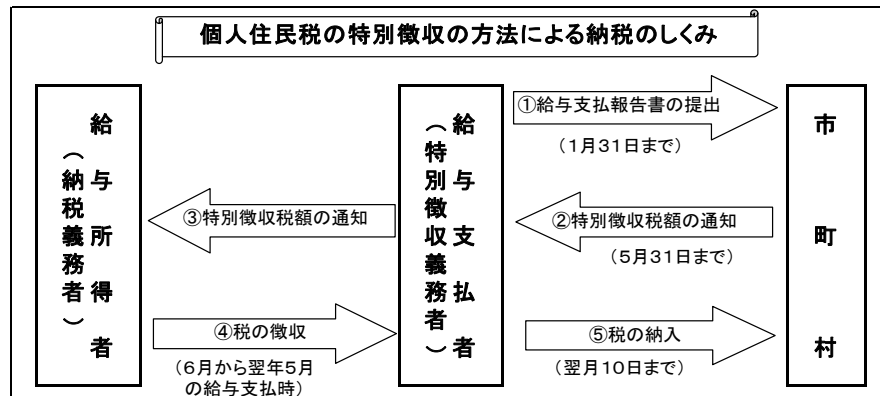 個人住民税の特別徴収の方法による納税のしくみ
給与所得者
（納税義務者）
給与支払者
（特別徴収義務者）
市町村
①給与支払報告書の提出
（1月31日まで）
②特別徴収税額の通知
（5月31日まで）
③特別徴収税額の通知
④税の徴収
（6月から翌年5月
の給与支払時）
⑤税の納入
（翌月10日まで）